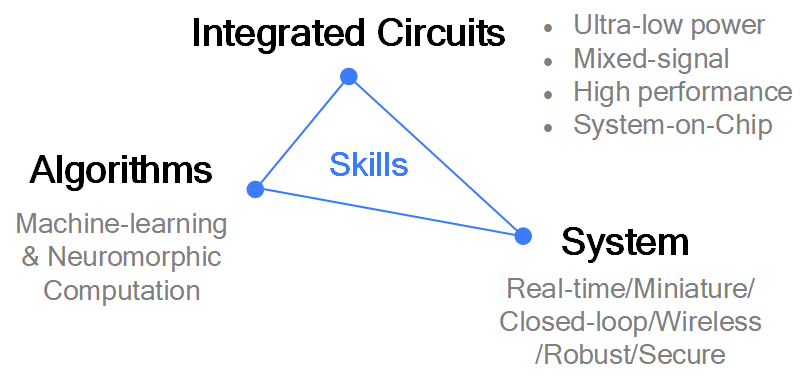 Integrated Circuits
• Ultra-low power
• Mixed-signal
• High performance
• System-on-Chip
Algorithms
Machine-learning
& Neuromorphic
Computation
Skills
System
Real-time/Miniature/
Closed-loop/Wireless
/Robust/Secure